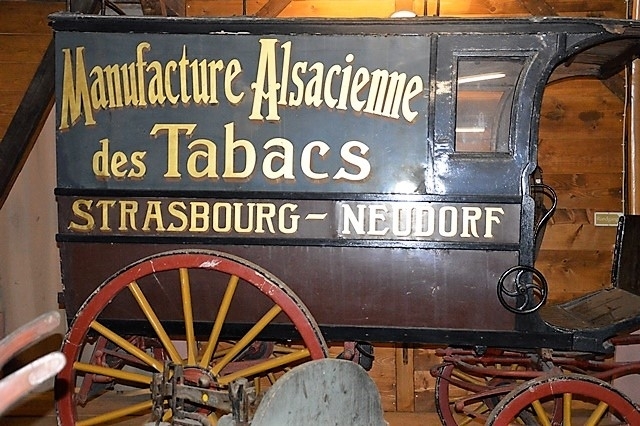 Manufacture Alsacienne
des Tabacs
STRASBOURG - NEUDORF